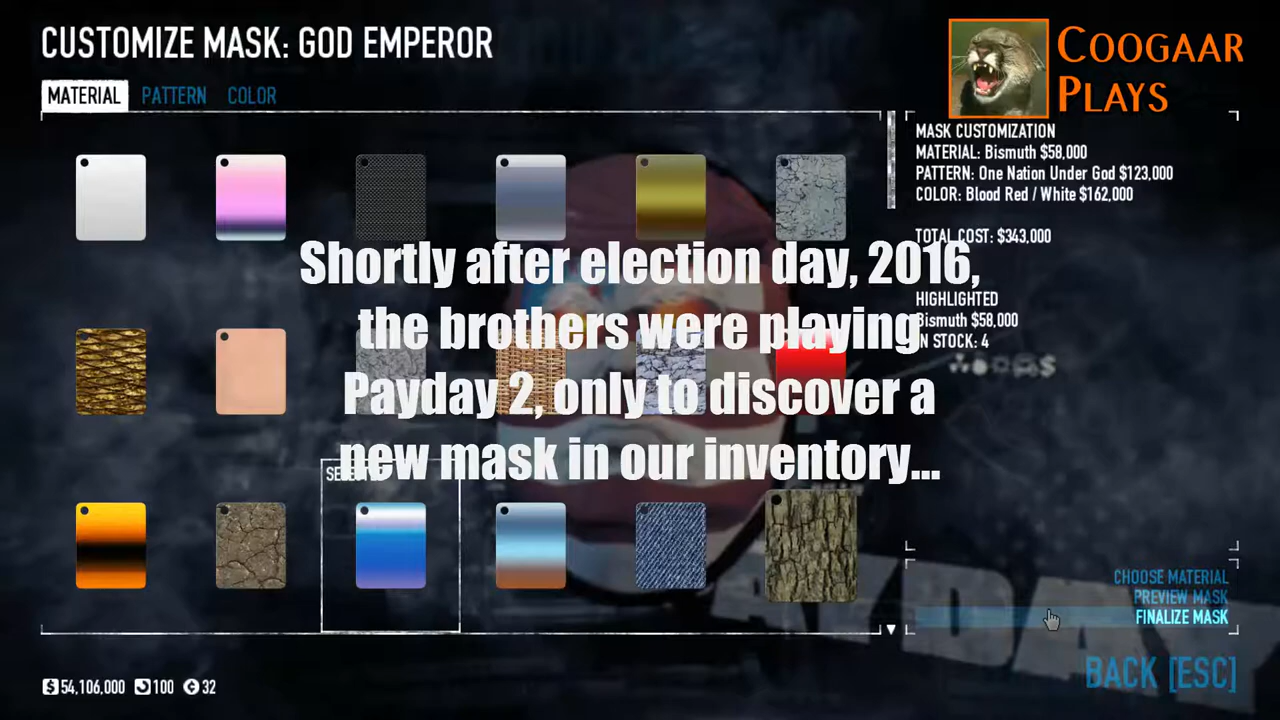 CUSTOMIZE MASK: GOD EMPEROR
MATERIAL PATTERN COLOR
COOGAAR
PLAYS
MASK CUSTOMIZATION
MATERIAL: Bismuth $58,000
PATTERN: One Nation Under God $123,000
COLOR: Blood Red / White $162,000
TOTAL COST: $343,000
HIGHLIGHTED
Bismuth $58,000
IN STOCK: 4
Shortly after election day, 2016,
the brothers were playing
Payday 2, only to discover a
new mask in our inventory...
CHOOSE MATERIAL
PREVIEW MASK
FINALIZE MASK
BACK [ESC]
$54,106,000 100 32